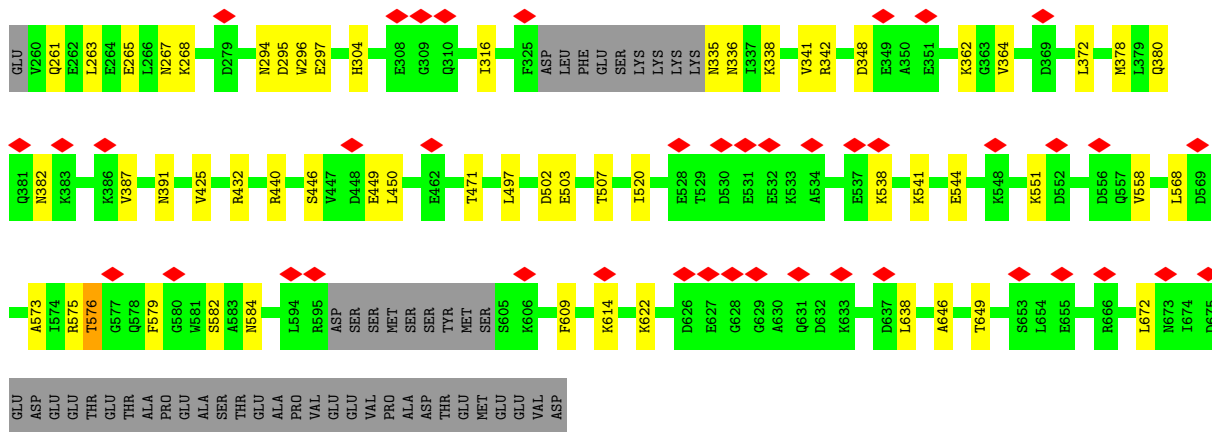 GLU V260 Q261 E262 L263 E264 E265 L266 N267 K268 D279 N294 D295 W296 E297 H304 E308 G309 Q310 I316 F325 ASP LEU PHE GLU SER LYS LYS LYS LYS N335 N336 I337 K338 V341 R342 D348 E349 A350 E351 K362 G363 V364 D369 L372 M378 L379 Q380
Q381 N382 K383 K386 V387 N391 V425 R432 R440 S446 V447 D448 E449 L450 E462 T471 L497 D502 E503 T507 I520 E528 T529 D530 E531 E532 K533 A534 E537 K538 K541 E544 K548 K551 D552 D556 Q557 V558 L568 D569
A573 I574 R575 T576 G577 Q578 F579 G580 W581 S582 A583 N584 L594 R595 ASP SER SER VAL MET SER SER TYR MET SER S605 K606 F609 K614 K622 D626 E627 G628 G629 A630 Q631 D632 K633 D637 L638 A646 T649 S653 L654 E655 R666 L672 N673 I674 D675
GLU ASP GLU GLU THR GLU THR ALA PRO GLU ALA SER THR GLU ALA PRO VAL GLU GLU VAL PRO ALA ASP THR GLU MET GLU GLU VAL ASP